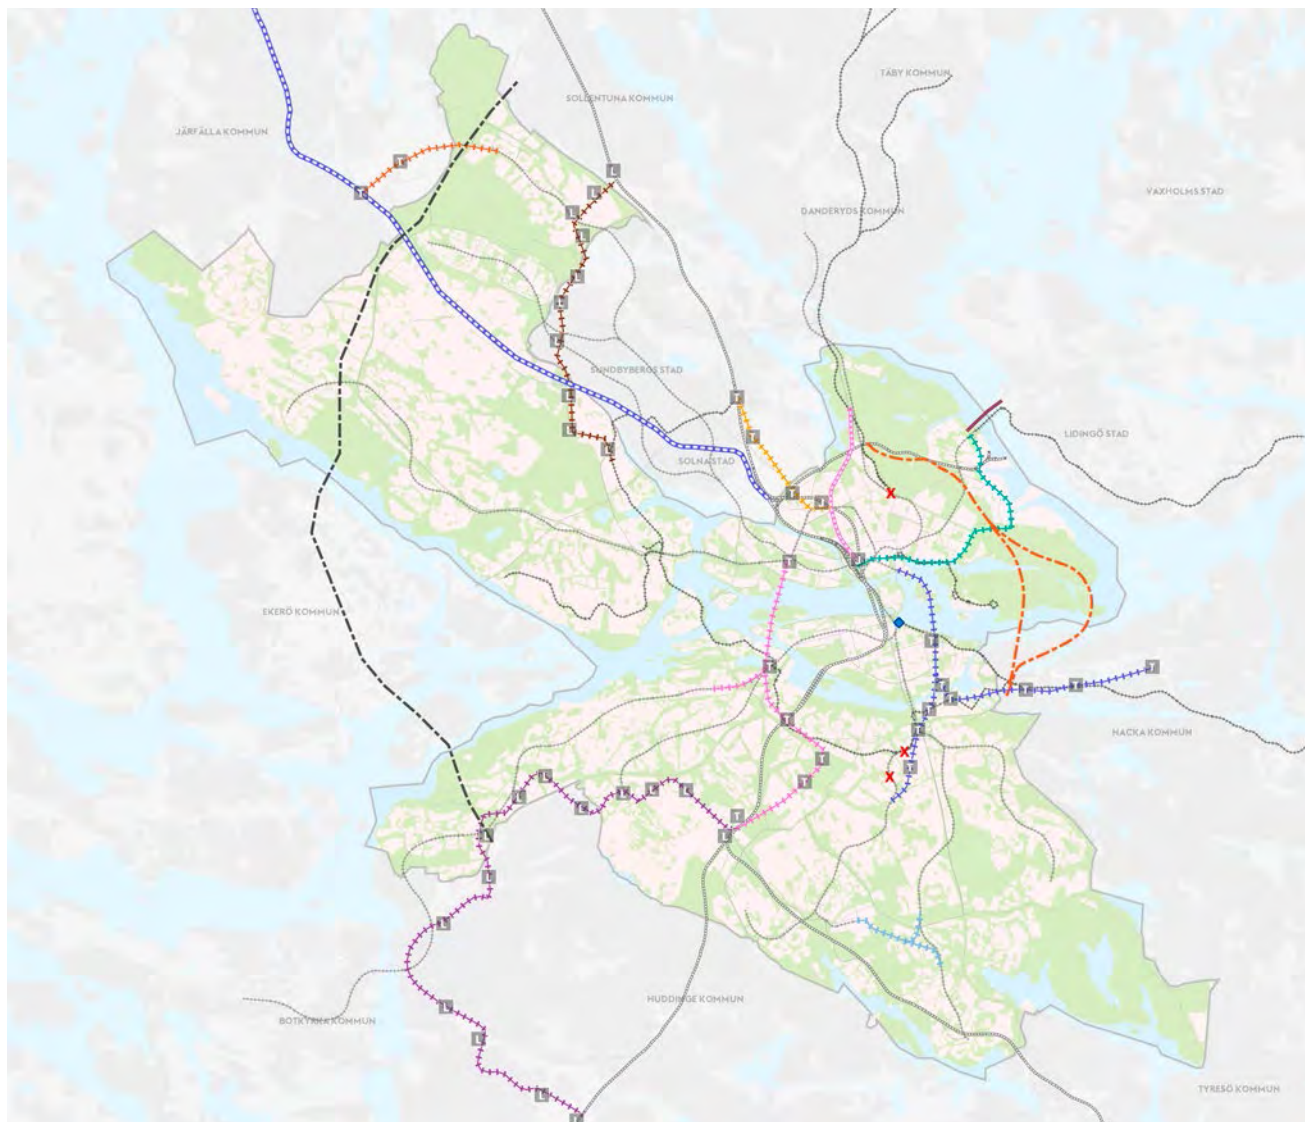 TÄBY KOMMUN
SOLLENTUNA KOMMUN
JÄRFÄLLA KOMMUN
VAXHOLMS STAD
DANDERYDS KOMMUN
SUNDBYBERGS STAD
LIDINGÖ STAD
SOLNA STAD
EKERÖ KOMMUN
NACKA KOMMUN
HUDDINGE KOMMUN
BOTKYRKA KOMMUN
TYRESÖ KOMMUN